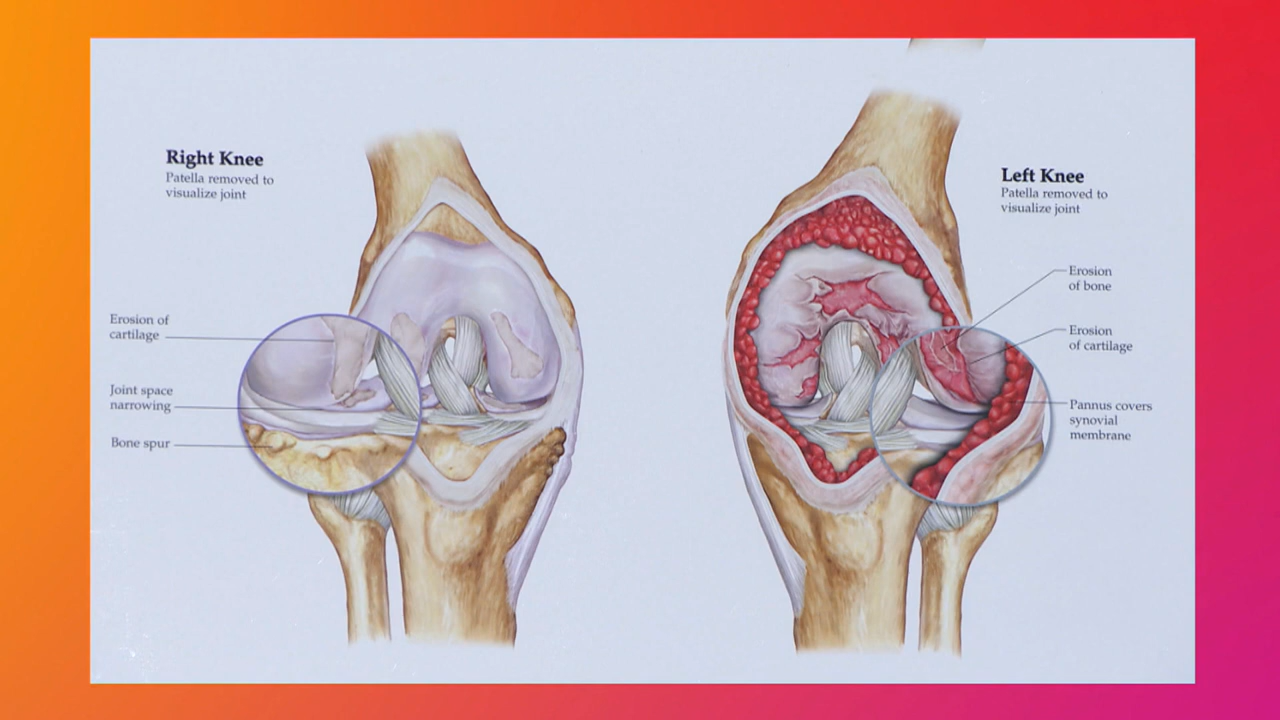 Right Knee
Patella removed to
visualize joint
Erosion of
cartilage
Joint space
narrowing
Bone spur
Left Knee
Patella removed to
visualize joint
Erosion
of bone
Erosion
of cartilage
Pannus covers
synovial
membrane